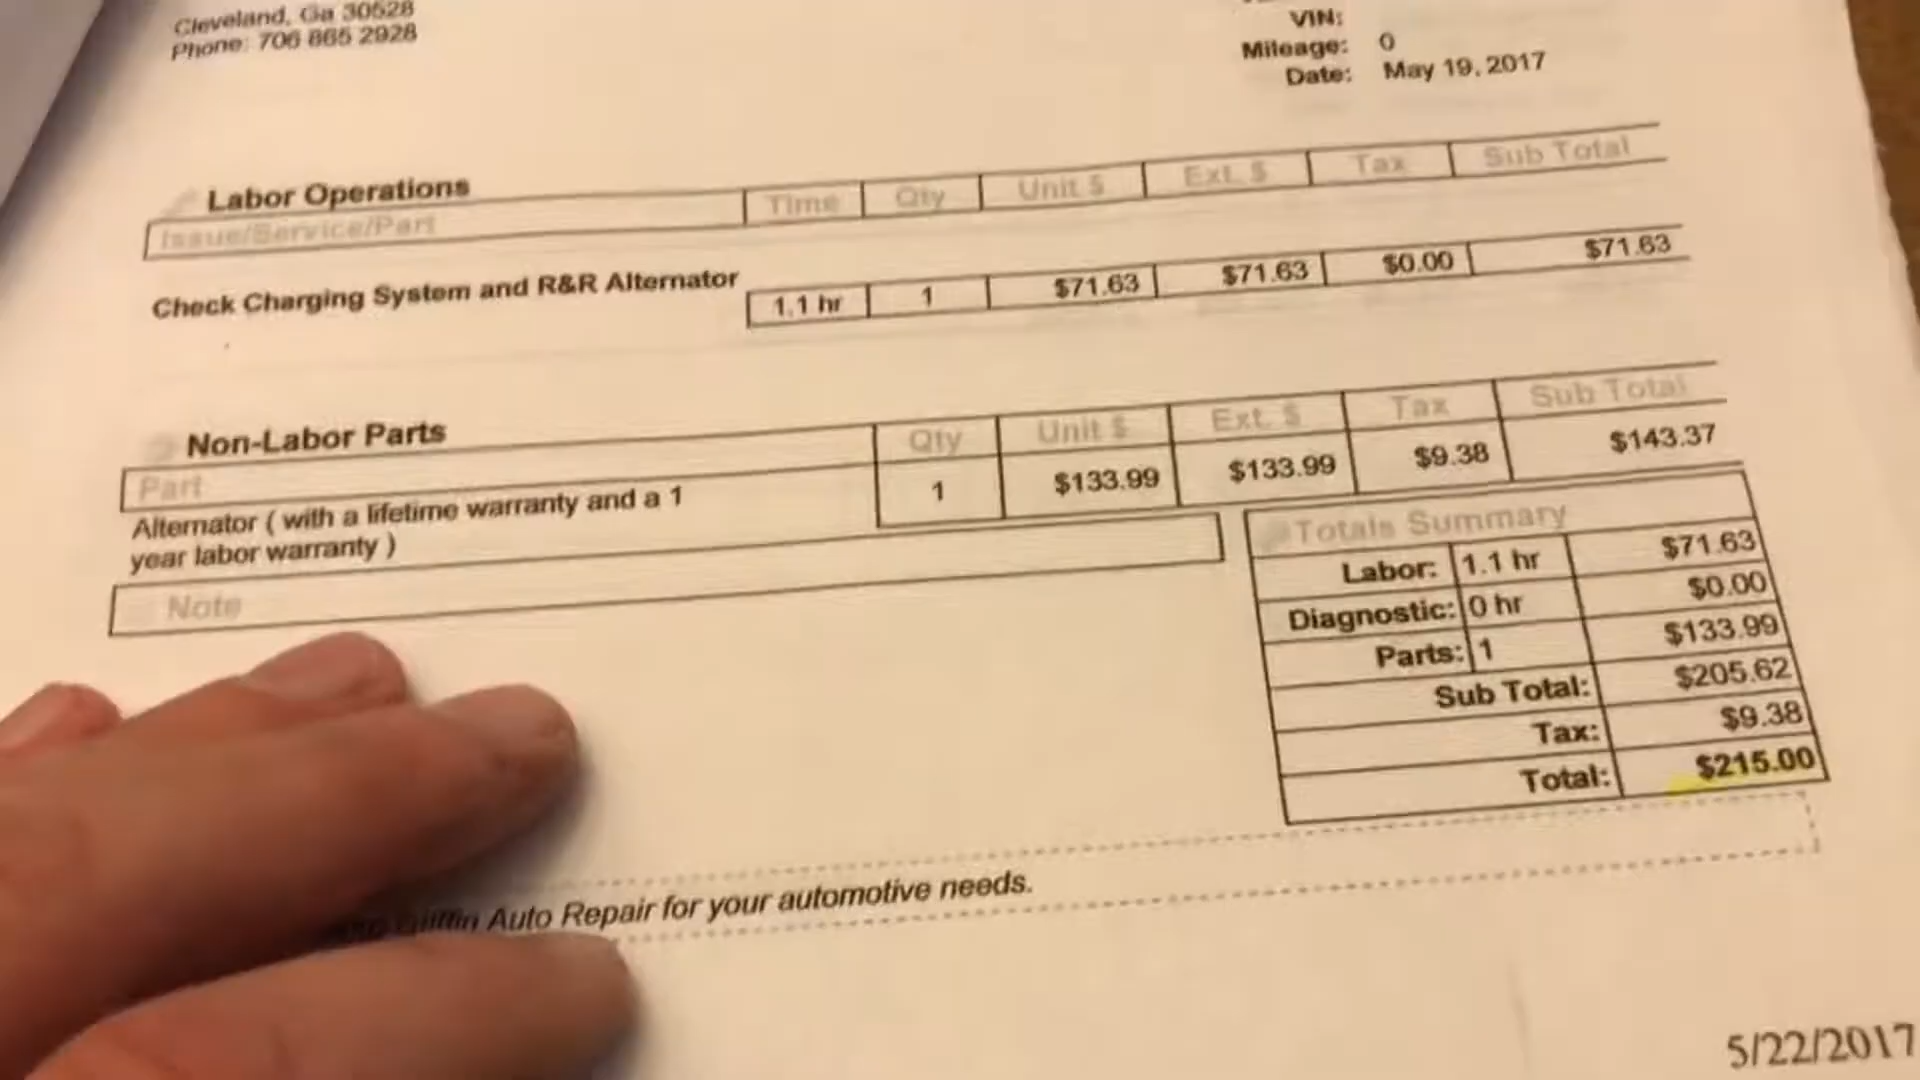 Cleveland, Ga 30528
Phone: 706 865 2928
VIN:
Mileage: 0
Date: May 19, 2017
Labor Operations
Issue/Service/Part Time Qty Unit $ Ext. $ Tax Sub Total
Check Charging System and R&R Alternator 1.1 hr 1 $71.63 $71.63 $0.00 $71.63
Non-Labor Parts
Part Qty Unit $ Ext. $ Tax Sub Total
Alternator ( with a lifetime warranty and a 1 1 $133.99 $133.99 $9.38 $143.37
year labor warranty )
Note
Totals Summary
Labor: 1.1 hr $71.63
Diagnostic: 0 hr $0.00
Parts: 1 $133.99
Sub Total: $205.62
Tax: $9.38
Total: $215.00
Griffin Auto Repair for your automotive needs.
5/22/2017